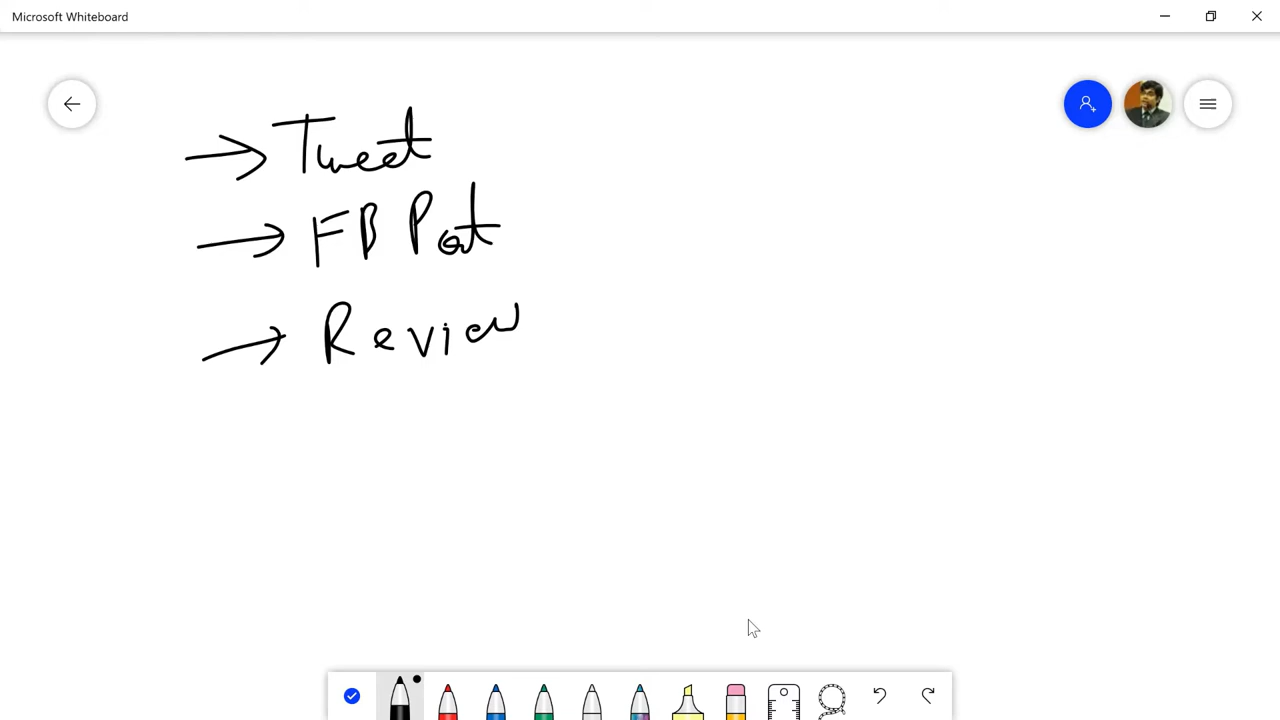 Microsoft Whiteboard
→ Tweet
→ FB Post
→ Review